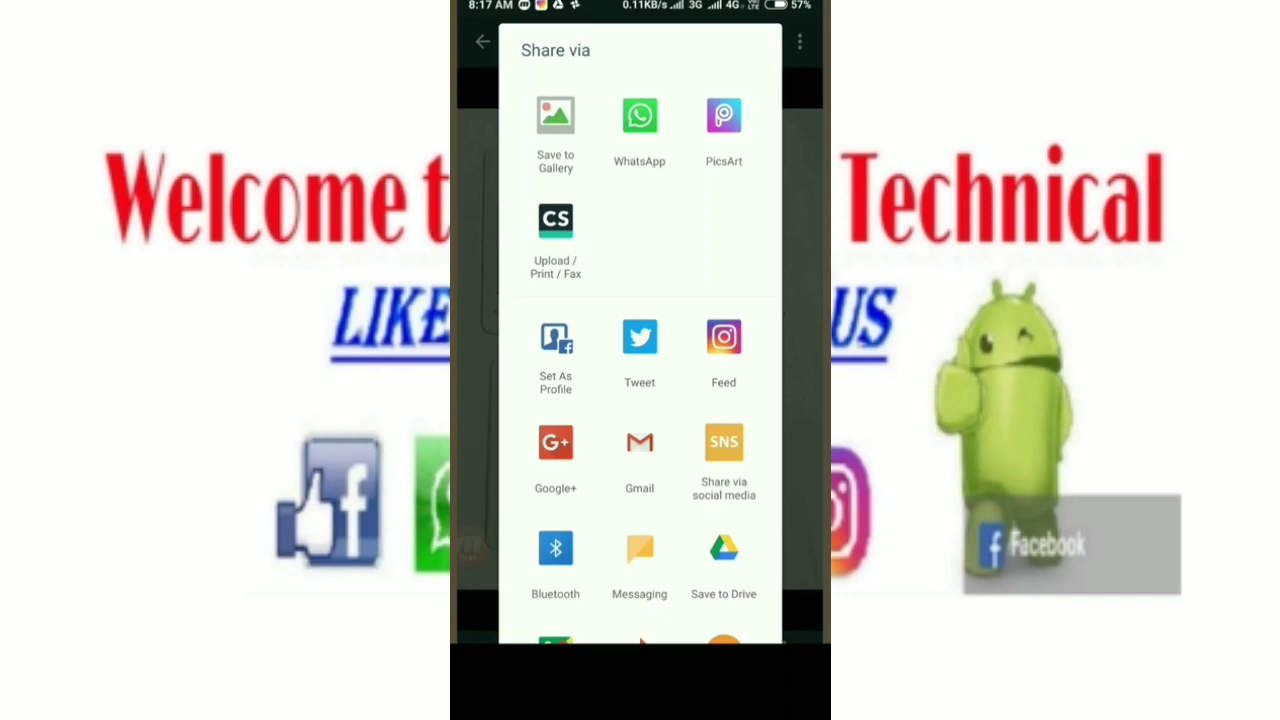 8:17 AM 0.11KB/s 3G 4G VoLTE 57%
Share via
Save to
Gallery
WhatsApp
PicsArt
CS
Upload /
Print / Fax
Set As
Profile
Tweet
Feed
G+
Google+
Gmail
SNS
Share via
social media
Bluetooth
Messaging
Save to Drive
Welcome t
Technical
LIKE
US
Facebook